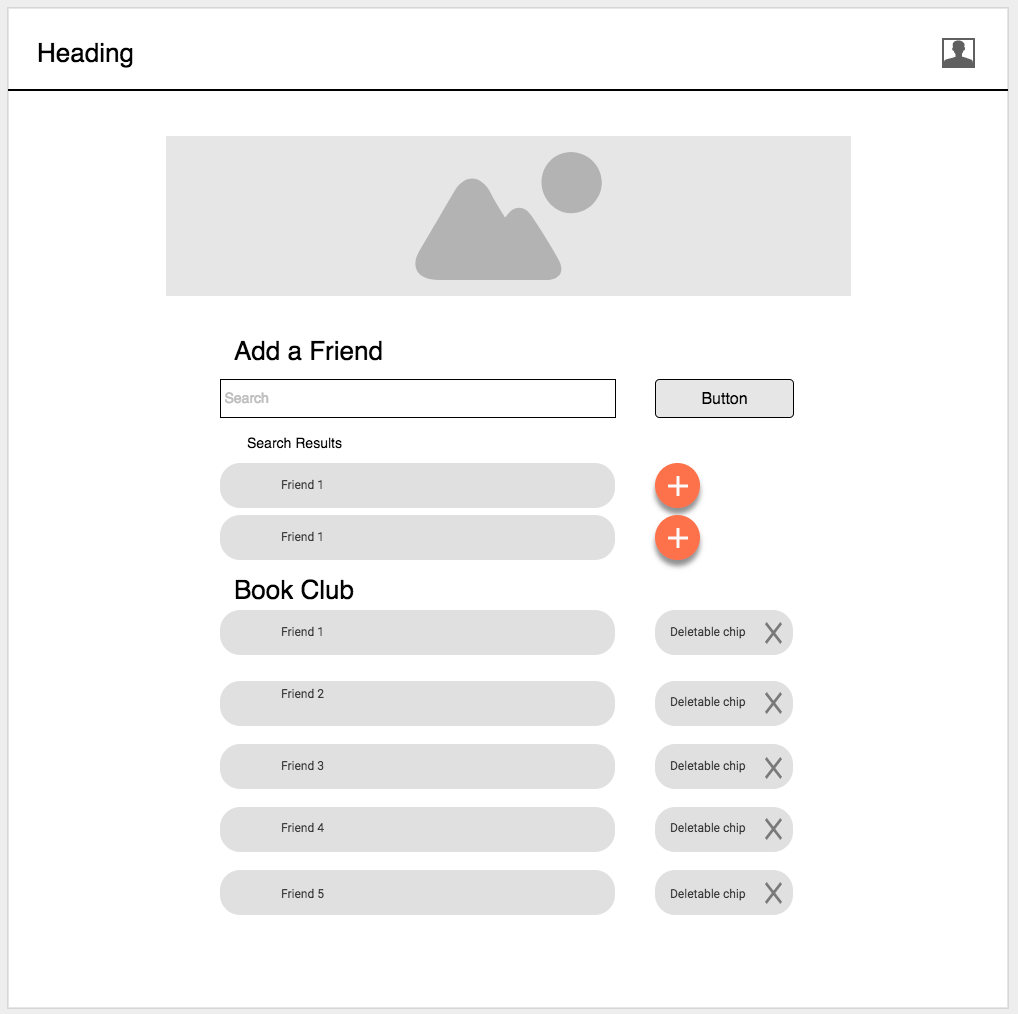 Heading
Add a Friend
Search
Button
Search Results
Friend 1
Friend 1
Book Club
Friend 1
Deletable chip
Friend 2
Deletable chip
Friend 3
Deletable chip
Friend 4
Deletable chip
Friend 5
Deletable chip